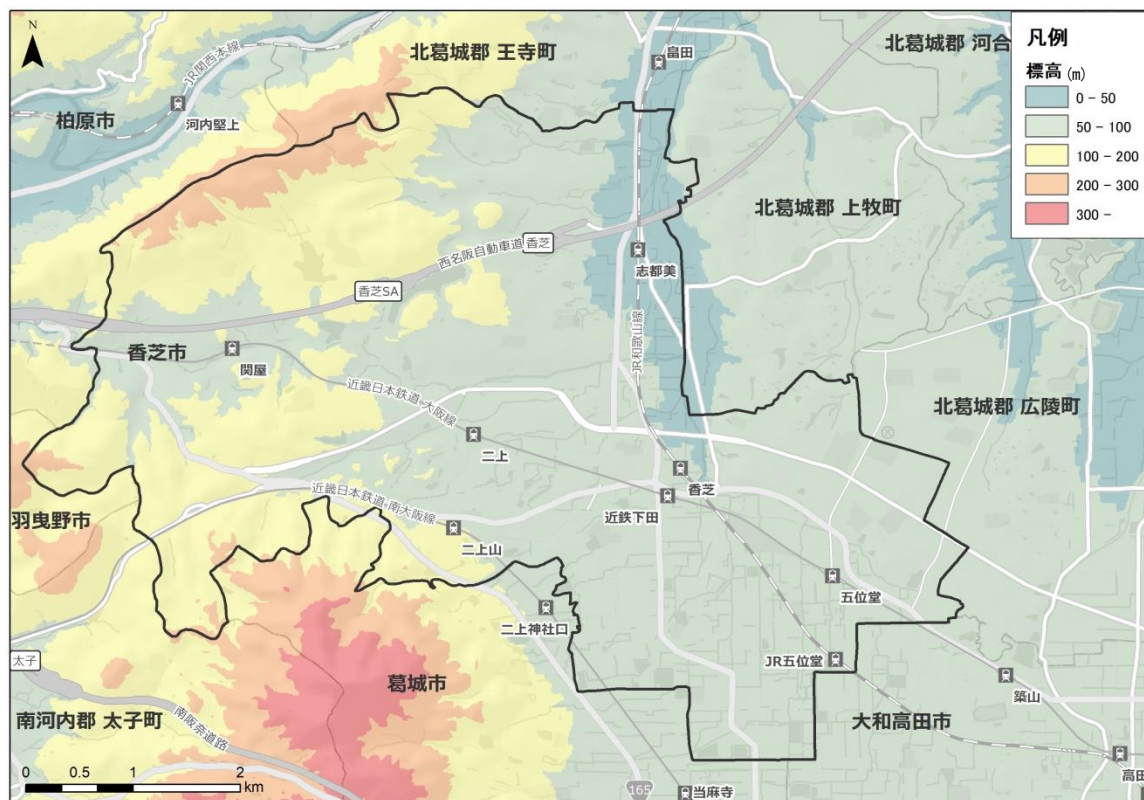 N
北葛城郡 王寺町
畠田
北葛城郡 河合
凡例
標高(m)
0 - 50
50 - 100
100 - 200
200 - 300
300 -
JR関西本線
河内堅上
柏原市
北葛城郡 上牧町
西名阪自動車道
香芝
香芝SA
志都美
JR和歌山線
香芝市
関屋
近畿日本鉄道 大阪線
北葛城郡 広陵町
二上
香芝
近鉄下田
近畿日本鉄道 南大阪線
羽曳野市
二上山
五位堂
二上神社口
JR五位堂
太子
葛城市
築山
南河内郡 太子町
南阪奈道路
大和高田市
高田
0 0.5 1 2
km
165
当麻寺